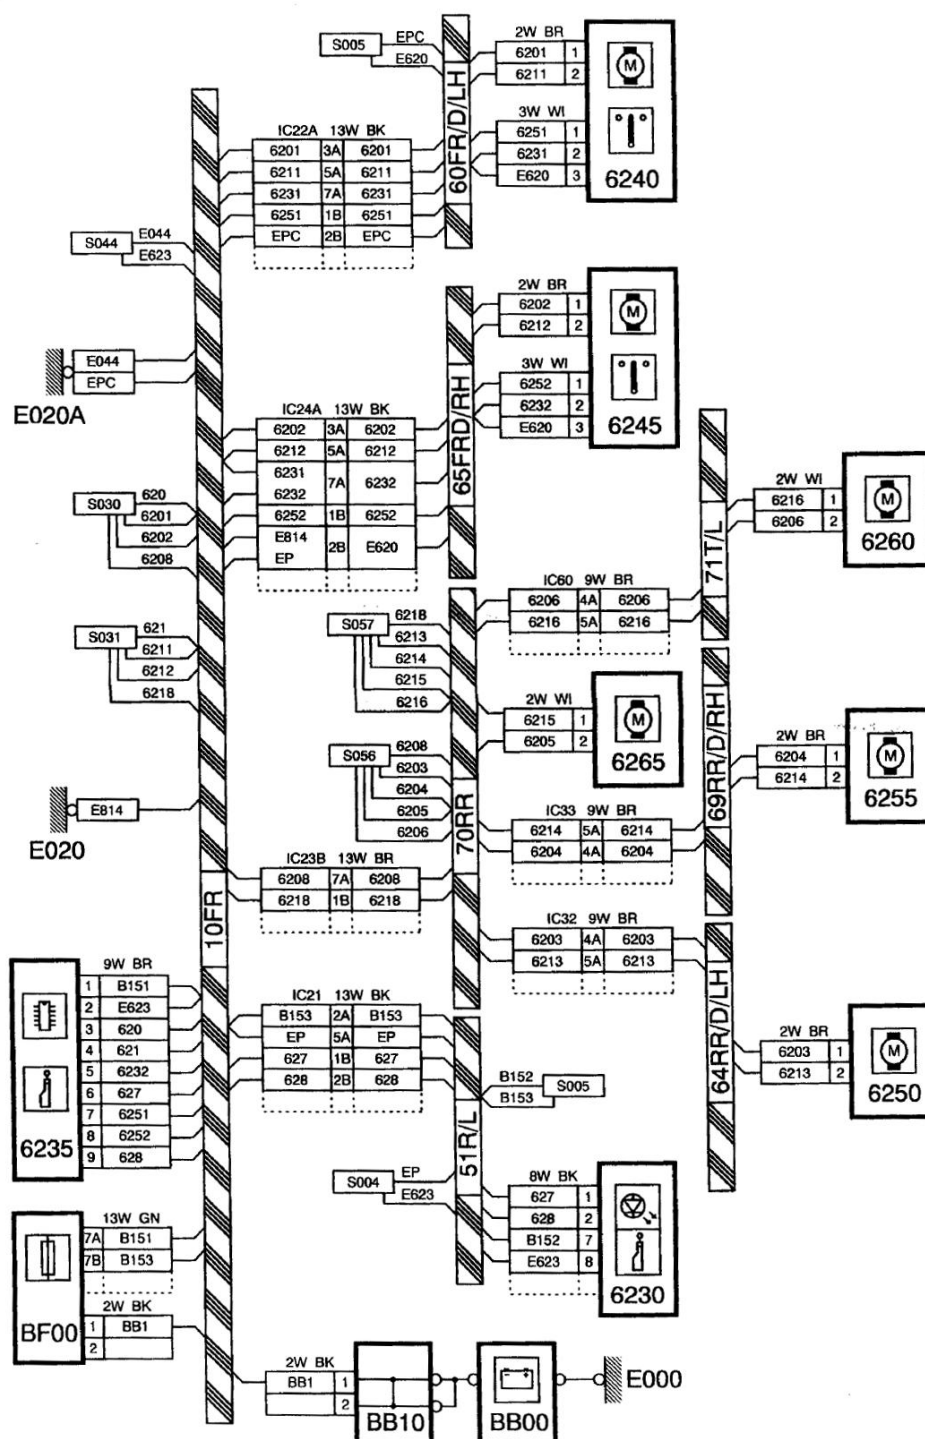 S005
EPC
E620
60FR/D/LH
2W BR
6201 1
6211 2
M
3W WI
6251 1
6231 2
E620 3
6240
IC22A 13W BK
6201 3A 6201
6211 5A 6211
6231 7A 6231
6251 1B 6251
EPC 2B EPC
S044
E044
E623
E044
EPC
E020A
65FRD/RH
2W BR
6202 1
6212 2
M
3W WI
6252 1
6232 2
E620 3
6245
IC24A 13W BK
6202 3A 6202
6212 5A 6212
6231
7A 6232
6232
6252 1B 6252
E814
2B E620
EP
S030
620
6201
6202
6208
71T/L
2W WI
6216 1
6206 2
M
6260
IC60 9W BR
6206 4A 6206
6216 5A 6216
S031
621
6211
6212
6218
S057
6218
6213
6214
6215
6216
2W WI
6215 1
6205 2
M
6265
69RR/D/RH
2W BR
6204 1
6214 2
M
6255
S056
6208
6203
6204
6205
6206
70RR
E814
E020
IC33 9W BR
6214 5A 6214
6204 4A 6204
IC23B 13W BR
6208 7A 6208
6218 1B 6218
10FR
IC32 9W BR
6203 4A 6203
6213 5A 6213
64RR/D/LH
2W BR
6203 1
6213 2
M
6250
9W BR
1 B151
2 E623
3 620
4 621
5 6232
6 627
7 6251
8 6252
9 628
6235
IC21 13W BK
B153 2A B153
EP 5A EP
627 1B 627
628 2B 628
51R/L
B152
B153
S005
S004
EP
E623
8W BK
627 1
628 2
B152 7
E623 8
6230
13W GN
7A B151
7B B153
2W BK
1 BB1
2
BF00
2W BK
BB1 1
2
BB10
BB00
E000